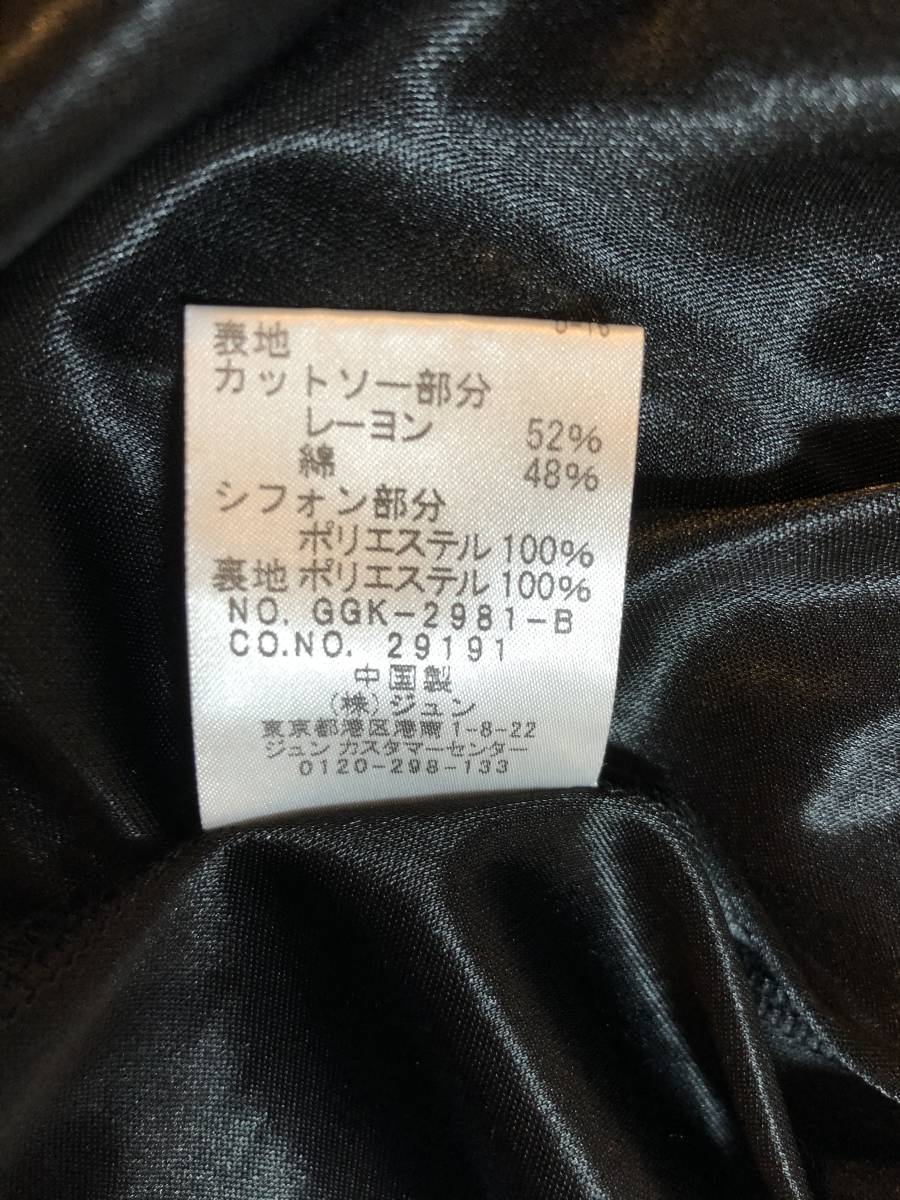 表地
カットソー部分
レーヨン 52%
綿 48%
シフォン部分
ポリエステル 100%
裏地 ポリエステル 100%
NO. GGK-2981-B
CO.NO. 29191
中国製
(株)ジュン
東京都港区港南1-8-22
ジュン カスタマーセンター
0120-298-133